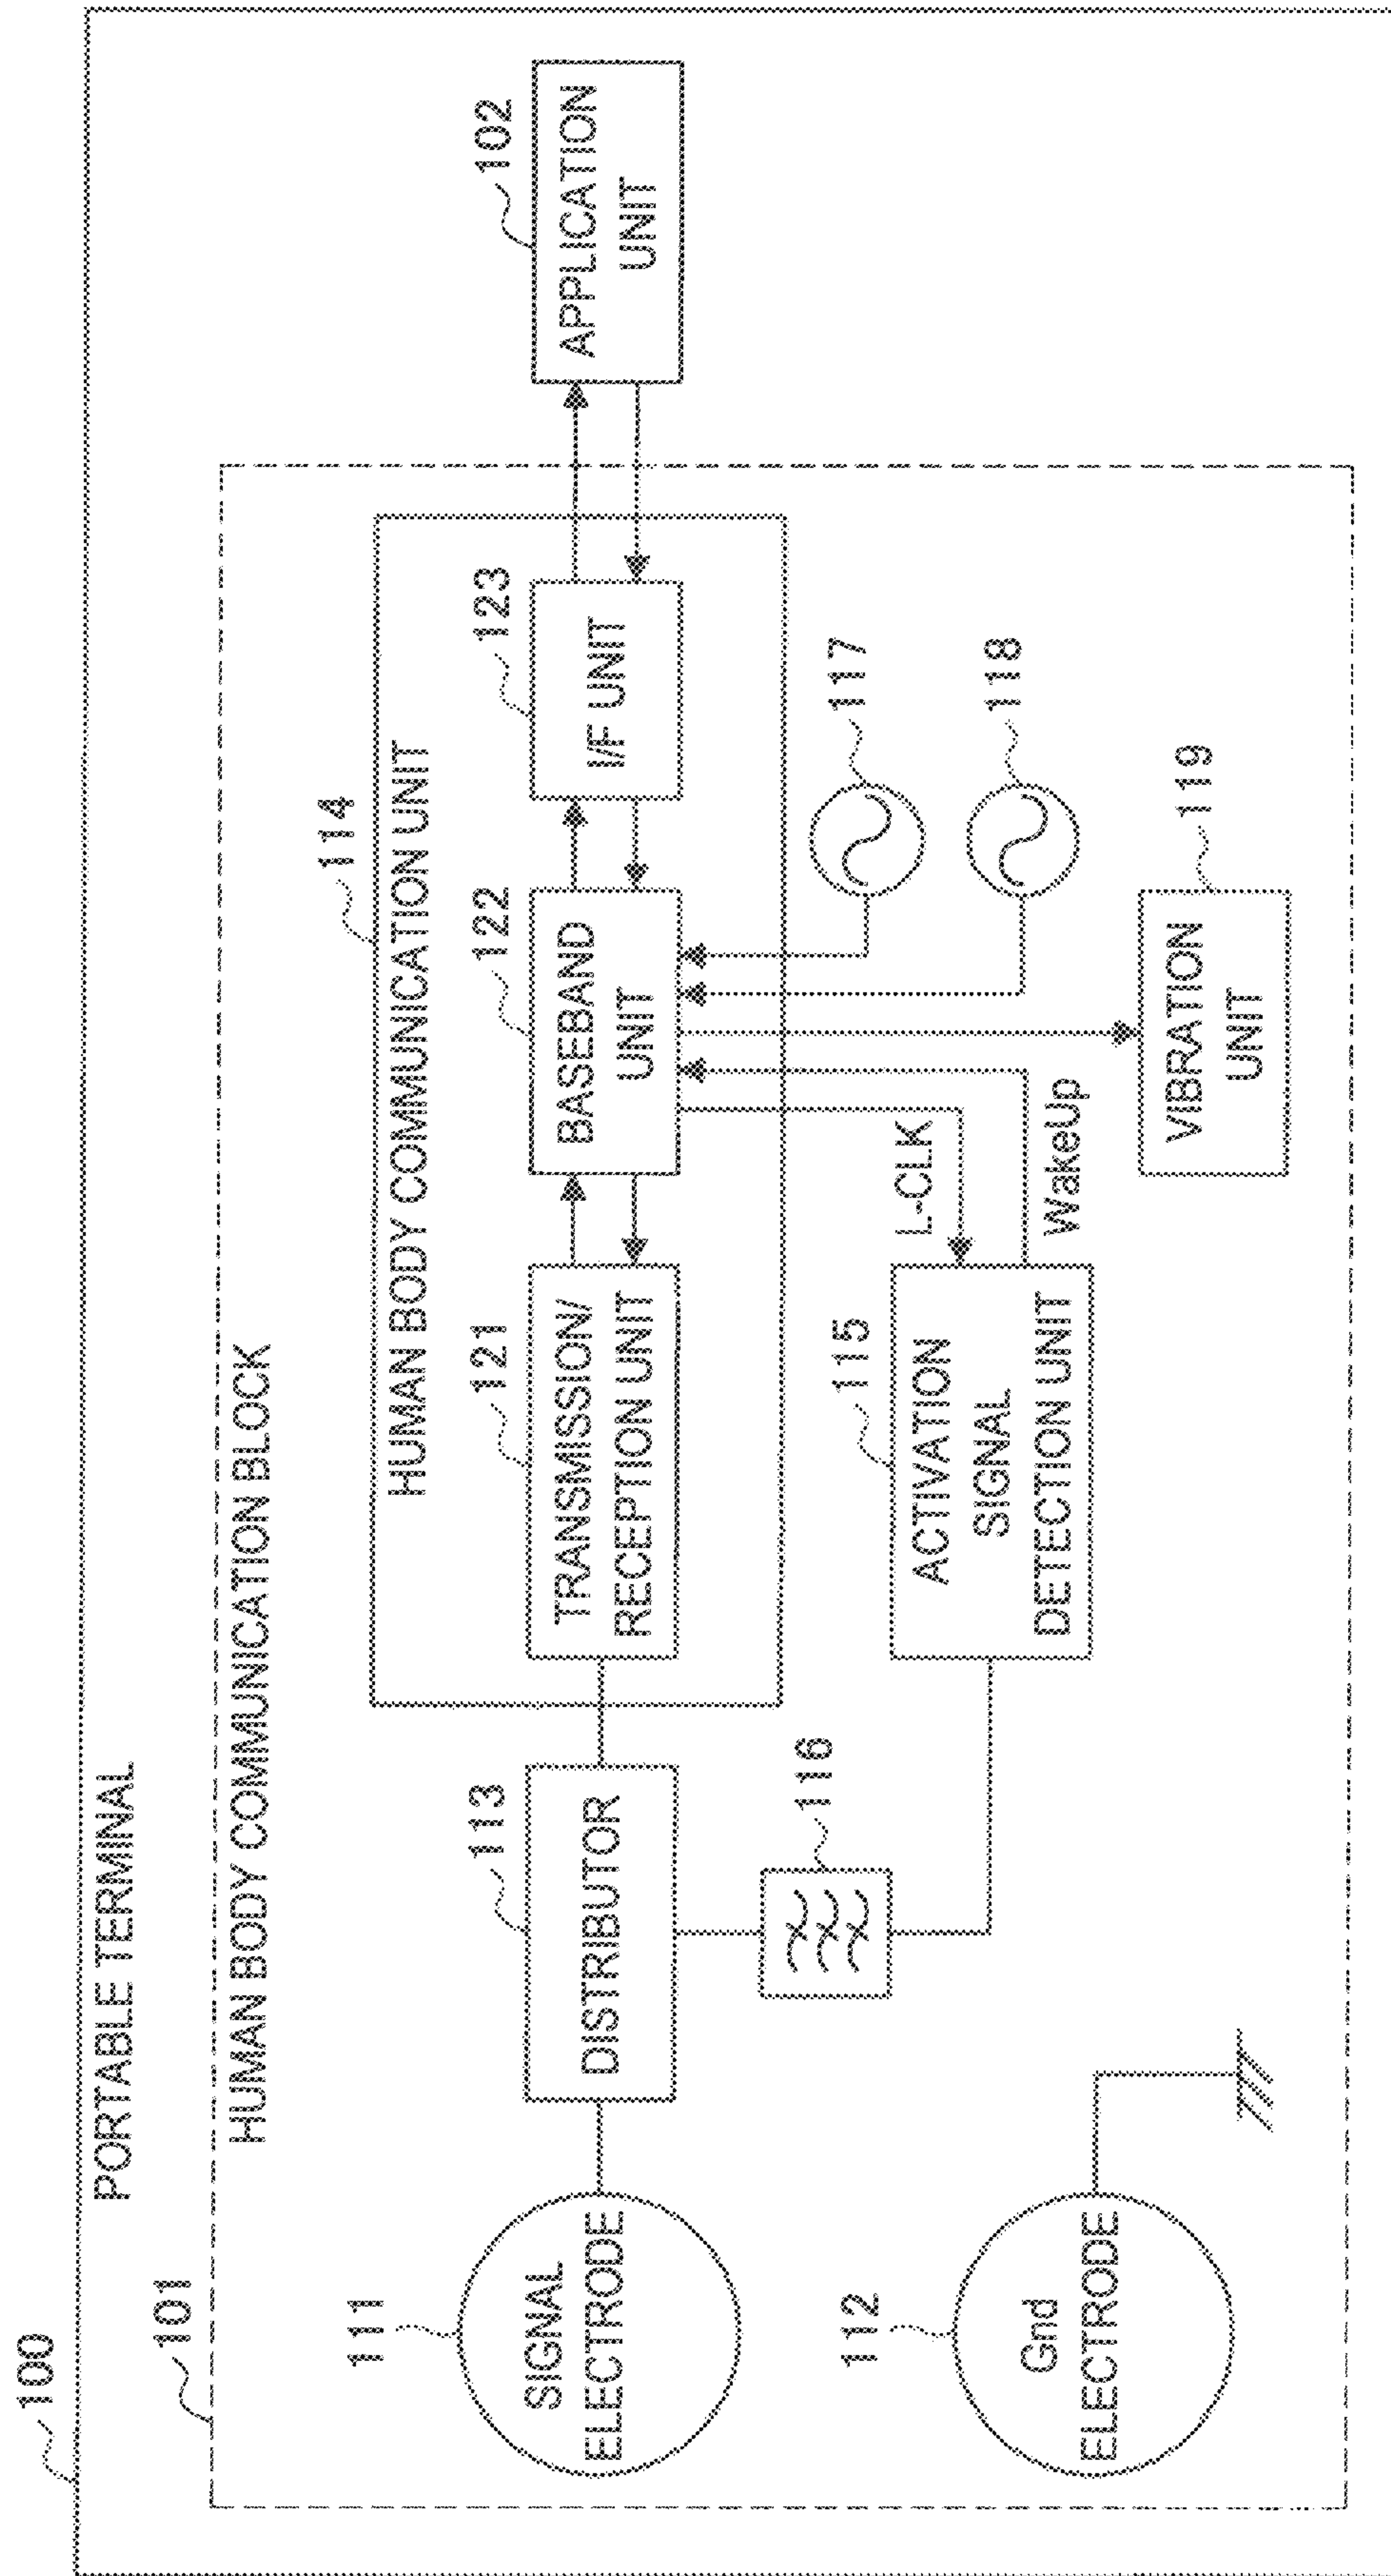 100
PORTABLE TERMINAL
101
HUMAN BODY COMMUNICATION BLOCK
114
HUMAN BODY COMMUNICATION UNIT
111
SIGNAL
ELECTRODE
113
DISTRIBUTOR
121
TRANSMISSION/
RECEPTION UNIT
122
BASEBAND
UNIT
123
I/F UNIT
102
APPLICATION
UNIT
116
117
118
112
Gnd
ELECTRODE
115
ACTIVATION
SIGNAL
DETECTION UNIT
L-CLK
WakeUp
119
VIBRATION
UNIT